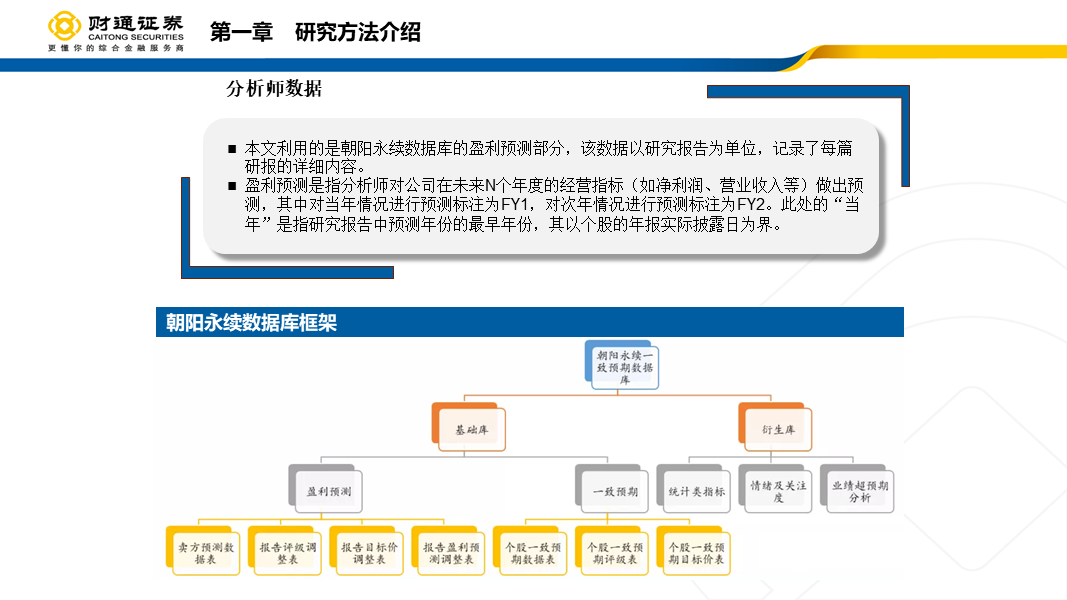 财通证券
CAITONG SECURITIES
更懂你的综合金融服务商
第一章 研究方法介绍
分析师数据
■ 本文利用的是朝阳永续数据库的盈利预测部分，该数据以研究报告为单位，记录了每篇
研报的详细内容。
■ 盈利预测是指分析师对公司在未来N个年度的经营指标（如净利润、营业收入等）做出预
测，其中对当年情况进行预测标注为FY1，对次年情况进行预测标注为FY2。此处的“当
年”是指研究报告中预测年份的最早年份，其以个股的年报实际披露日为界。
朝阳永续数据库框架
朝阳永续一
致预期数据
库
基础库
衍生库
盈利预测
一致预期
统计类指标
情绪及关注
度
业绩超预期
分析
卖方预测数
据表
报告评级调
整表
报告目标价
调整表
报告盈利预
测调整表
个股一致预
期数据表
个股一致预
期评级表
个股一致预
期目标价表